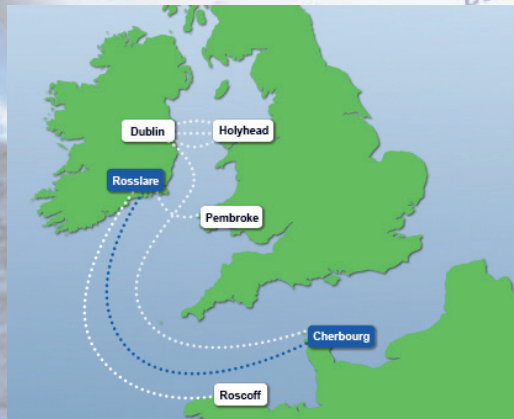 Dublin
Holyhead
Rosslare
Pembroke
Cherbourg
Roscoff